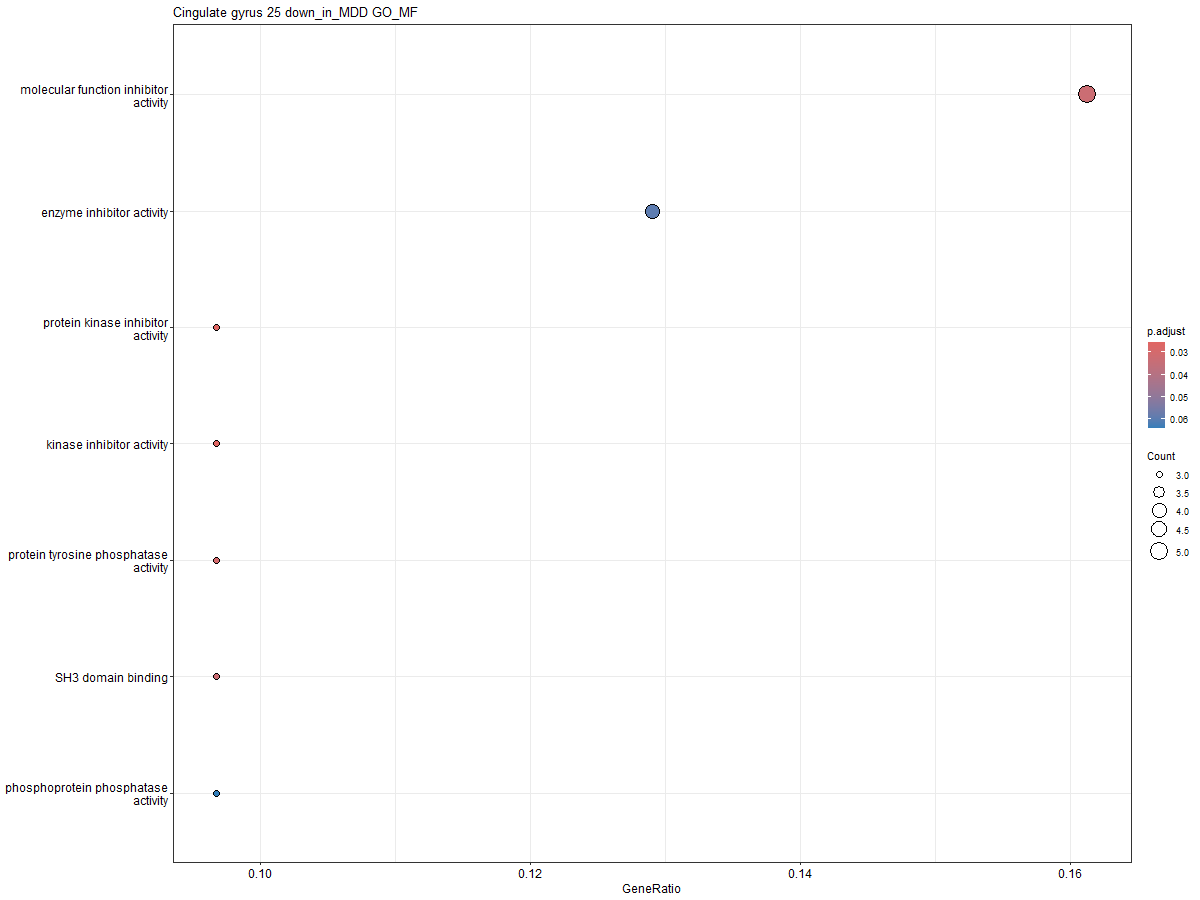 Cingulate gyrus 25 down_in_MDD GO_MF
molecular function inhibitor
activity
enzyme inhibitor activity
protein kinase inhibitor
activity
kinase inhibitor activity
protein tyrosine phosphatase
activity
SH3 domain binding
phosphoprotein phosphatase
activity
0.10
0.12
0.14
0.16
GeneRatio
p.adjust
0.03
0.04
0.05
0.06
Count
3.0
3.5
4.0
4.5
5.0